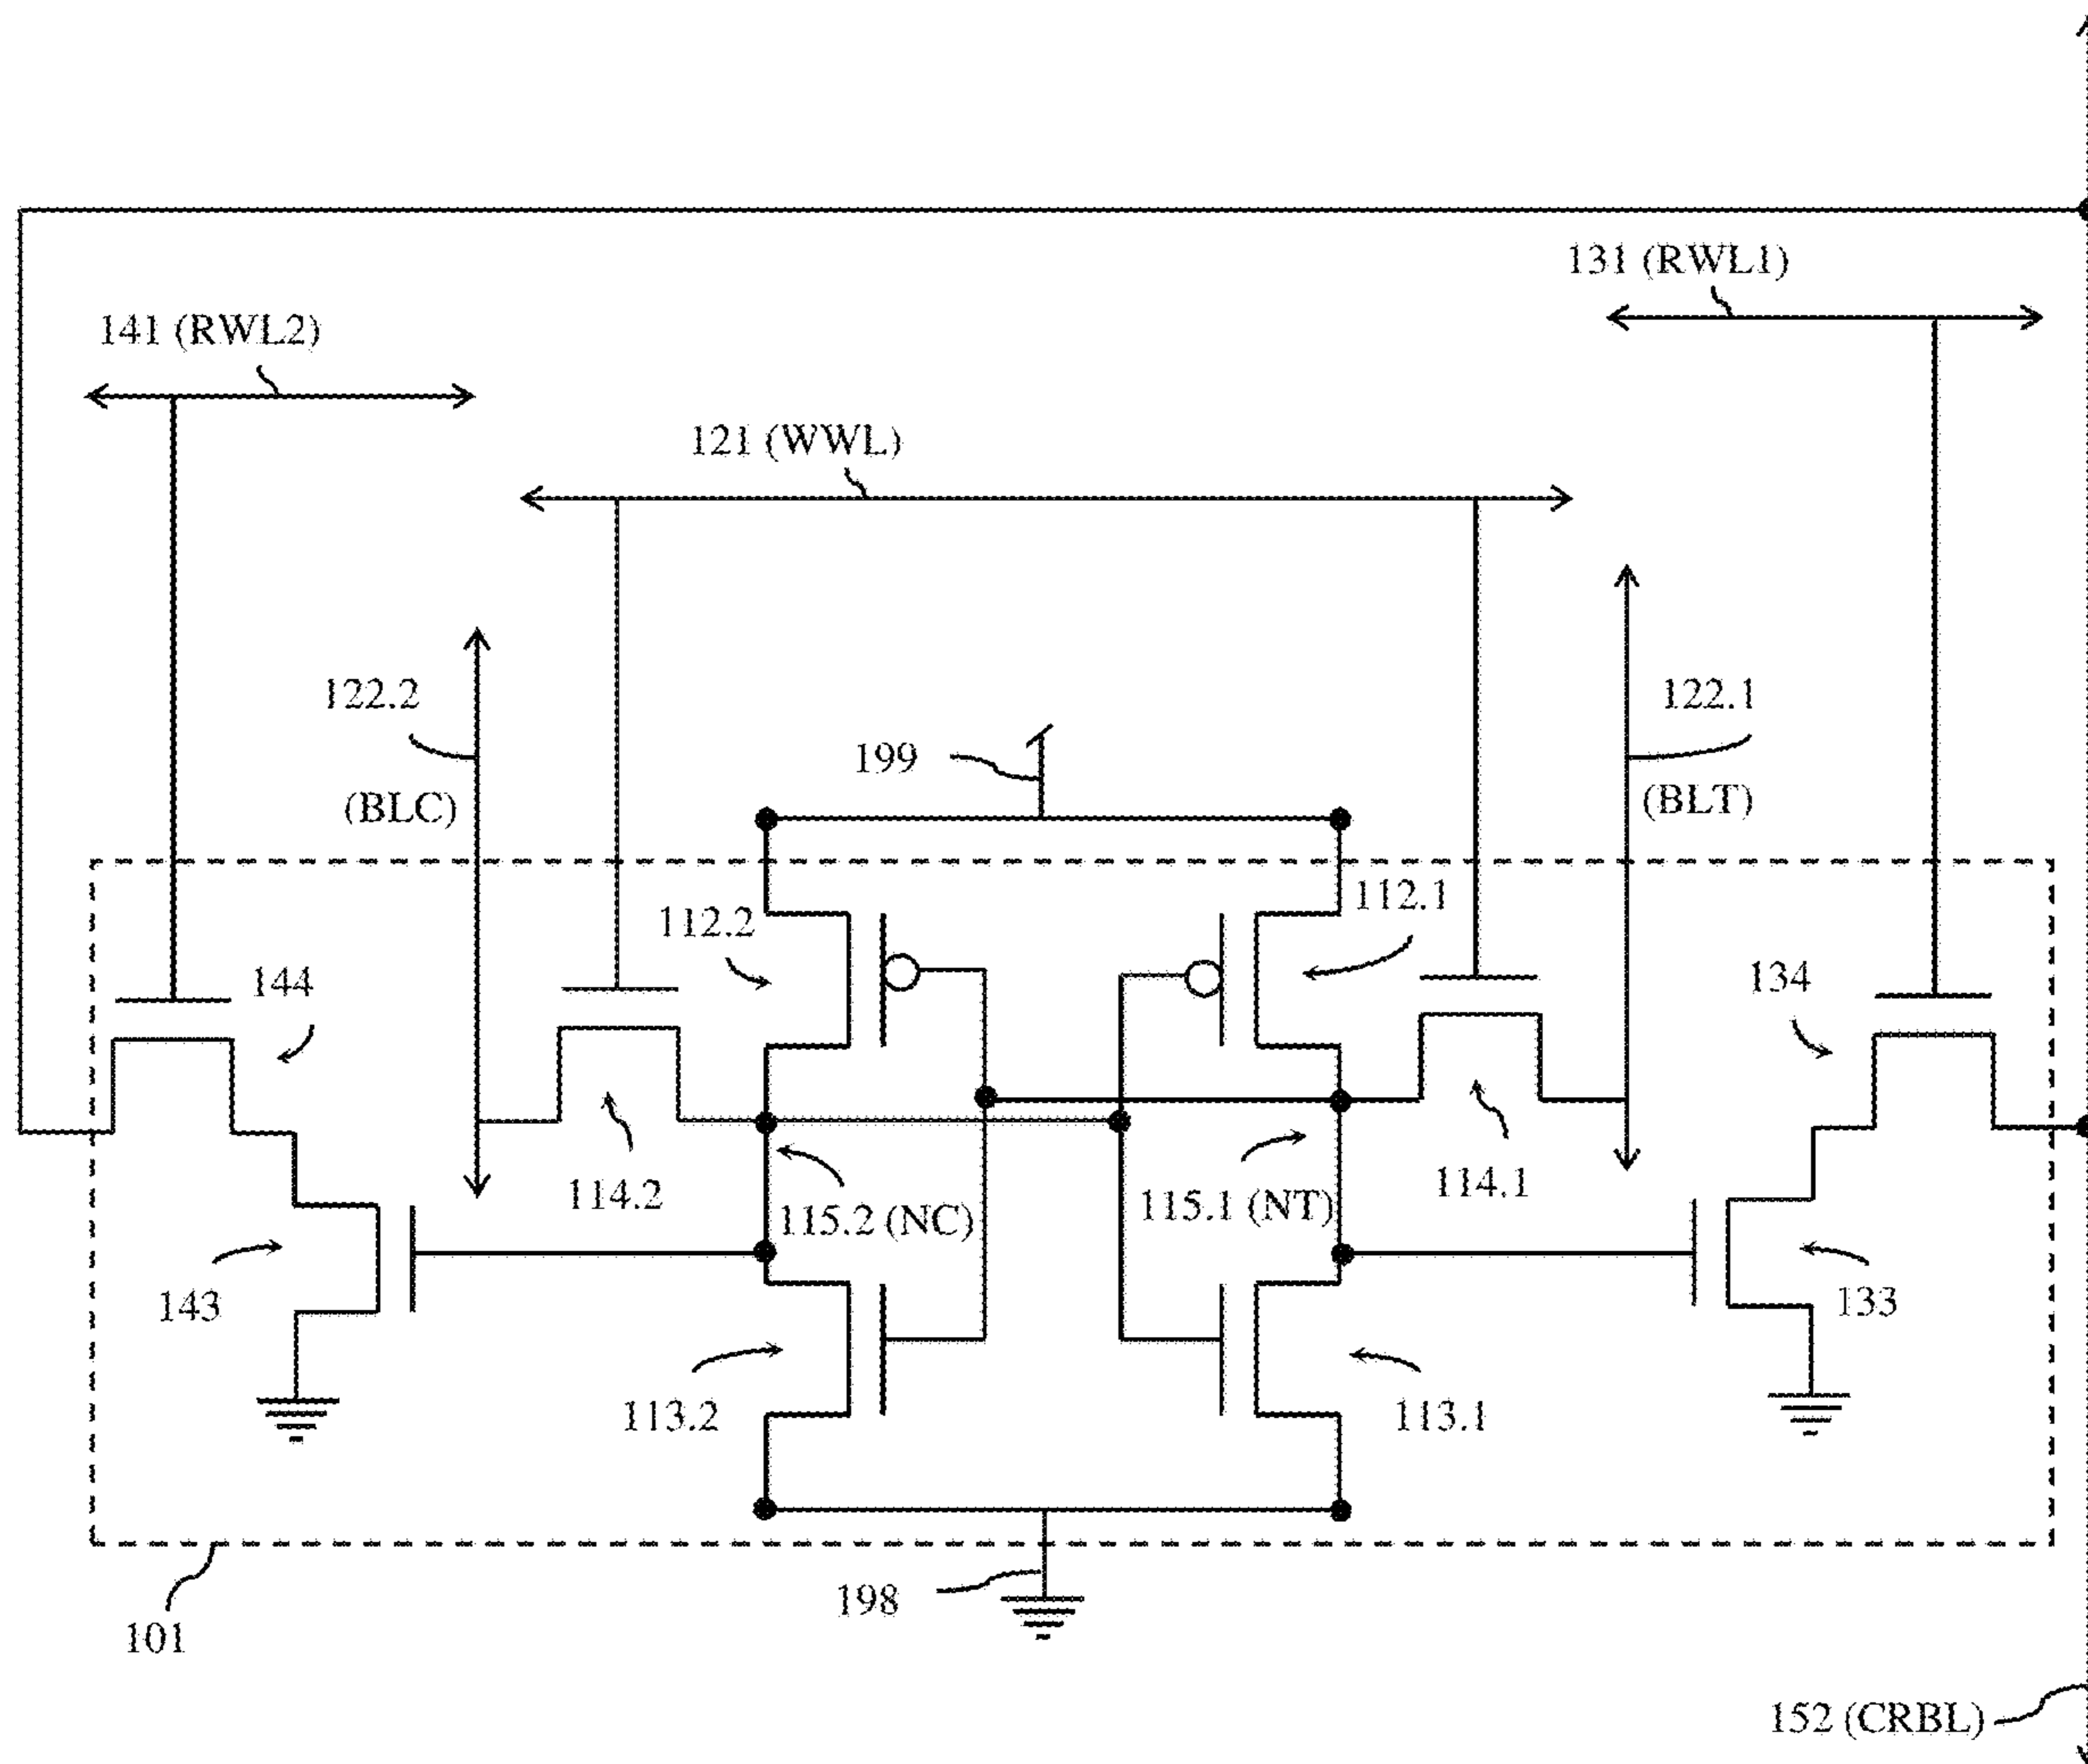 131 (RWL1)
141 (RWL2)
121 (WWL)
122.2
122.1
199
(BLC)
(BLT)
112.2
112.1
144
134
114.2
115.2 (NC)
115.1 (NT)
114.1
143
133
113.2
113.1
198
101
152 (CRBL)